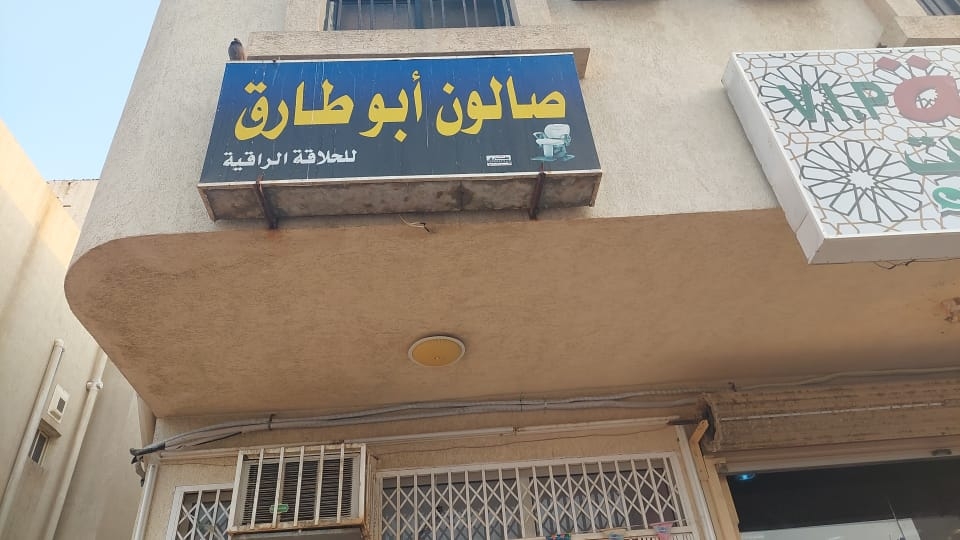 صالون أبو طارق
للحلاقة الراقية
V.I.P